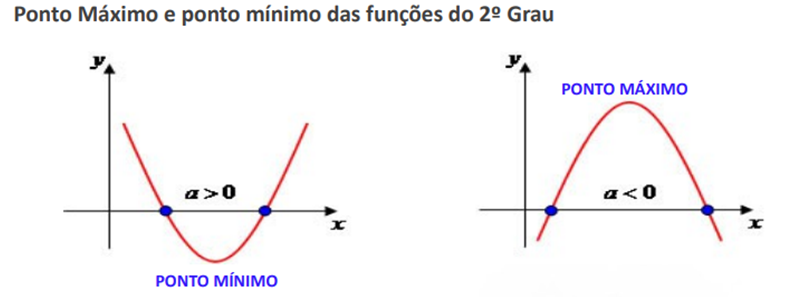 Ponto Máximo e ponto mínimo das funções do 2º Grau
y
a>0
x
PONTO MÍNIMO
y
PONTO MÁXIMO
a<0
x